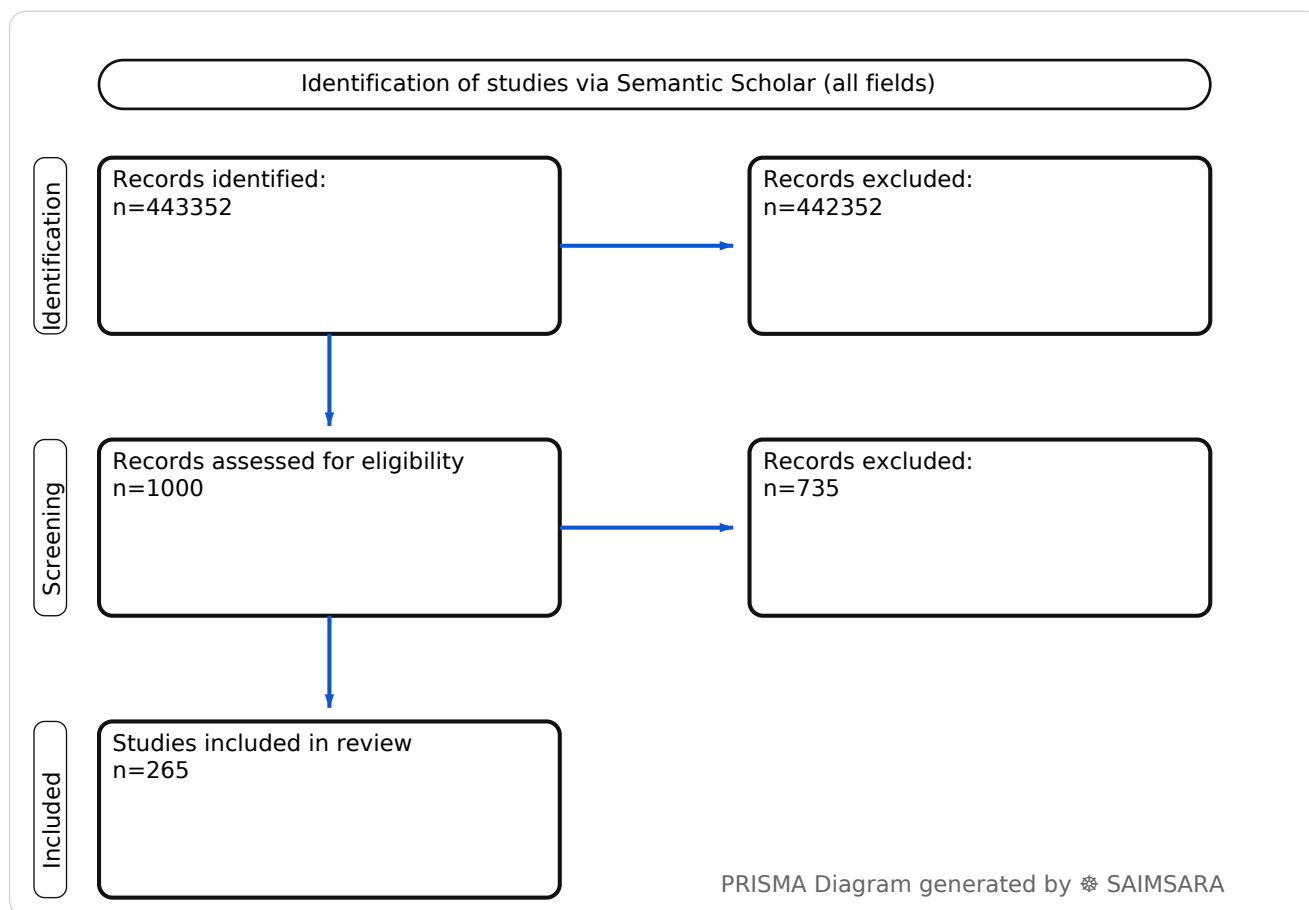 Identification of studies via Semantic Scholar (all fields)
Identification
Records identified:
n=443352
Records excluded:
n=442352
Screening
Records assessed for eligibility
n=1000
Records excluded:
n=735
Included
Studies included in review
n=265
PRISMA Diagram generated by ☸ SAIMSARA